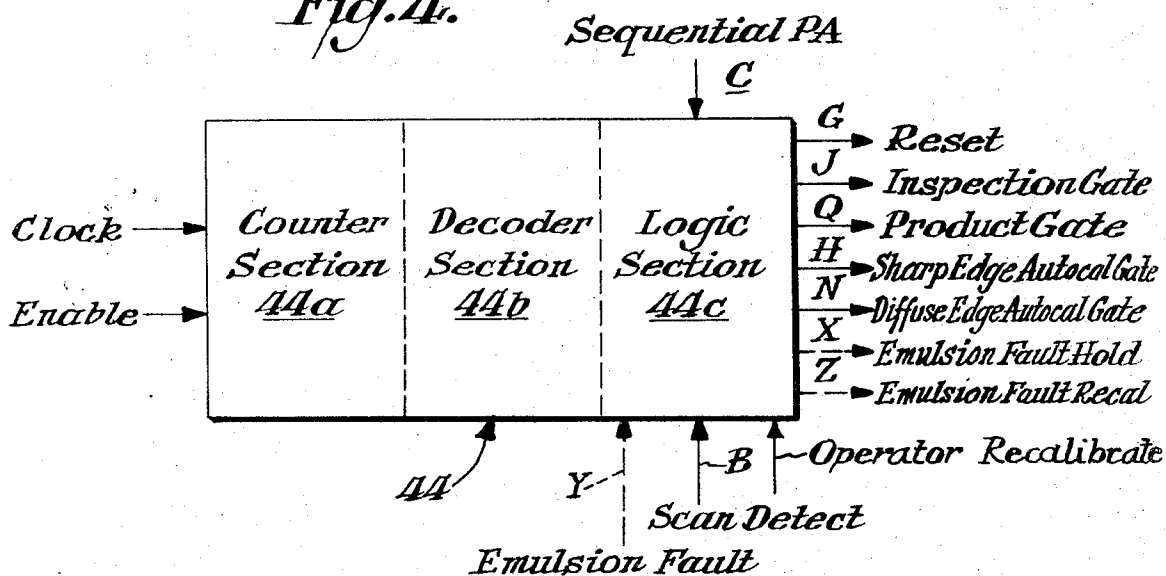 Fig. 4.
Sequential PA
C
G
Reset
J
Inspection Gate
Q
Product Gate
H
Sharp Edge Autocal Gate
N
Diffuse Edge Autocal Gate
X
Emulsion Fault Hold
Z
Emulsion Fault Recal
Clock
Enable
Counter
Section
44a
Decoder
Section
44b
Logic
Section
44c
44
Y
B
Operator Recalibrate
Scan Detect
Emulsion Fault